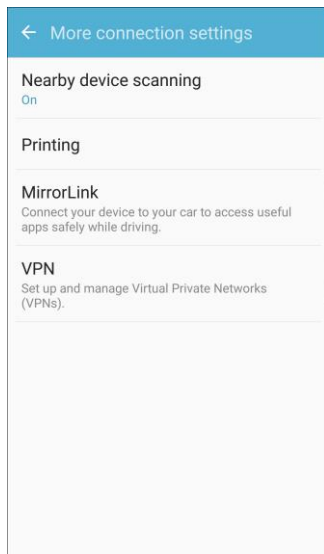 More connection settings
Nearby device scanning
On
Printing
MirrorLink
Connect your device to your car to access useful
apps safely while driving.
VPN
Set up and manage Virtual Private Networks
(VPNs).